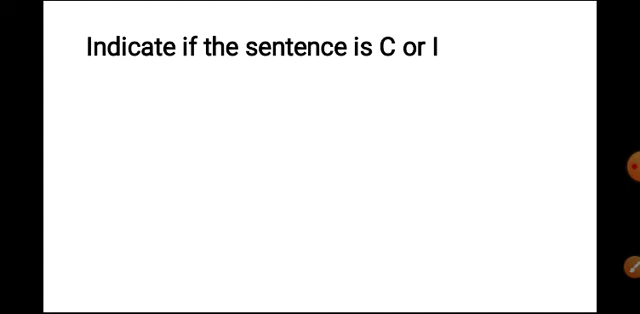 Indicate if the sentence is C or I